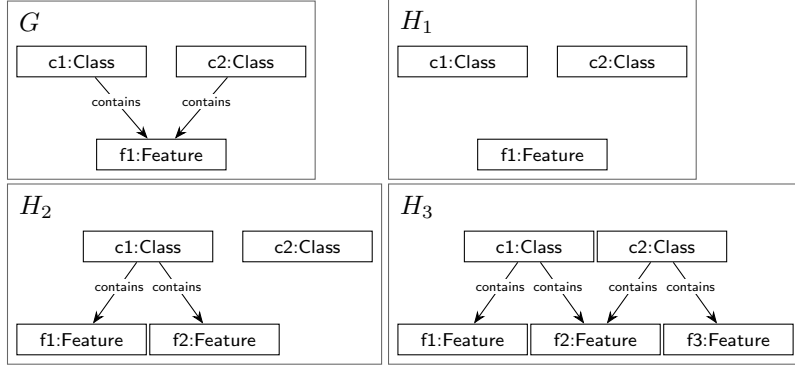 G
c1:Class c2:Class
contains contains
f1:Feature
H1
c1:Class c2:Class
f1:Feature
H2
c1:Class c2:Class
contains contains
f1:Feature f2:Feature
H3
c1:Class c2:Class
contains contains contains contains
f1:Feature f2:Feature f3:Feature